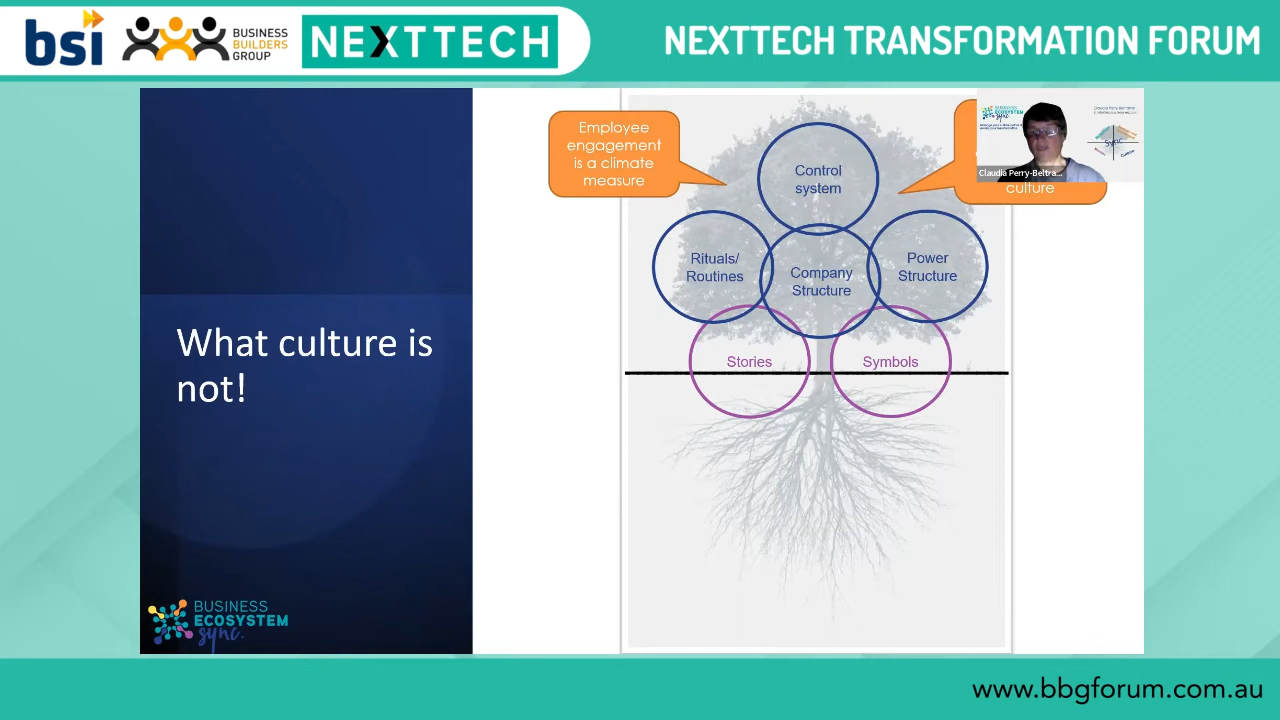 bsi
BUSINESS
BUILDERS
GROUP
NEXTTECH
NEXTTECH TRANSFORMATION FORUM
What culture is
not!
Employee
engagement
is a climate
measure
culture
Claudia Perry-Beltra...
Control
system
Rituals/
Routines
Company
Structure
Power
Structure
Stories
Symbols
BUSINESS
ECOSYSTEM
sync.
www.bbgforum.com.au